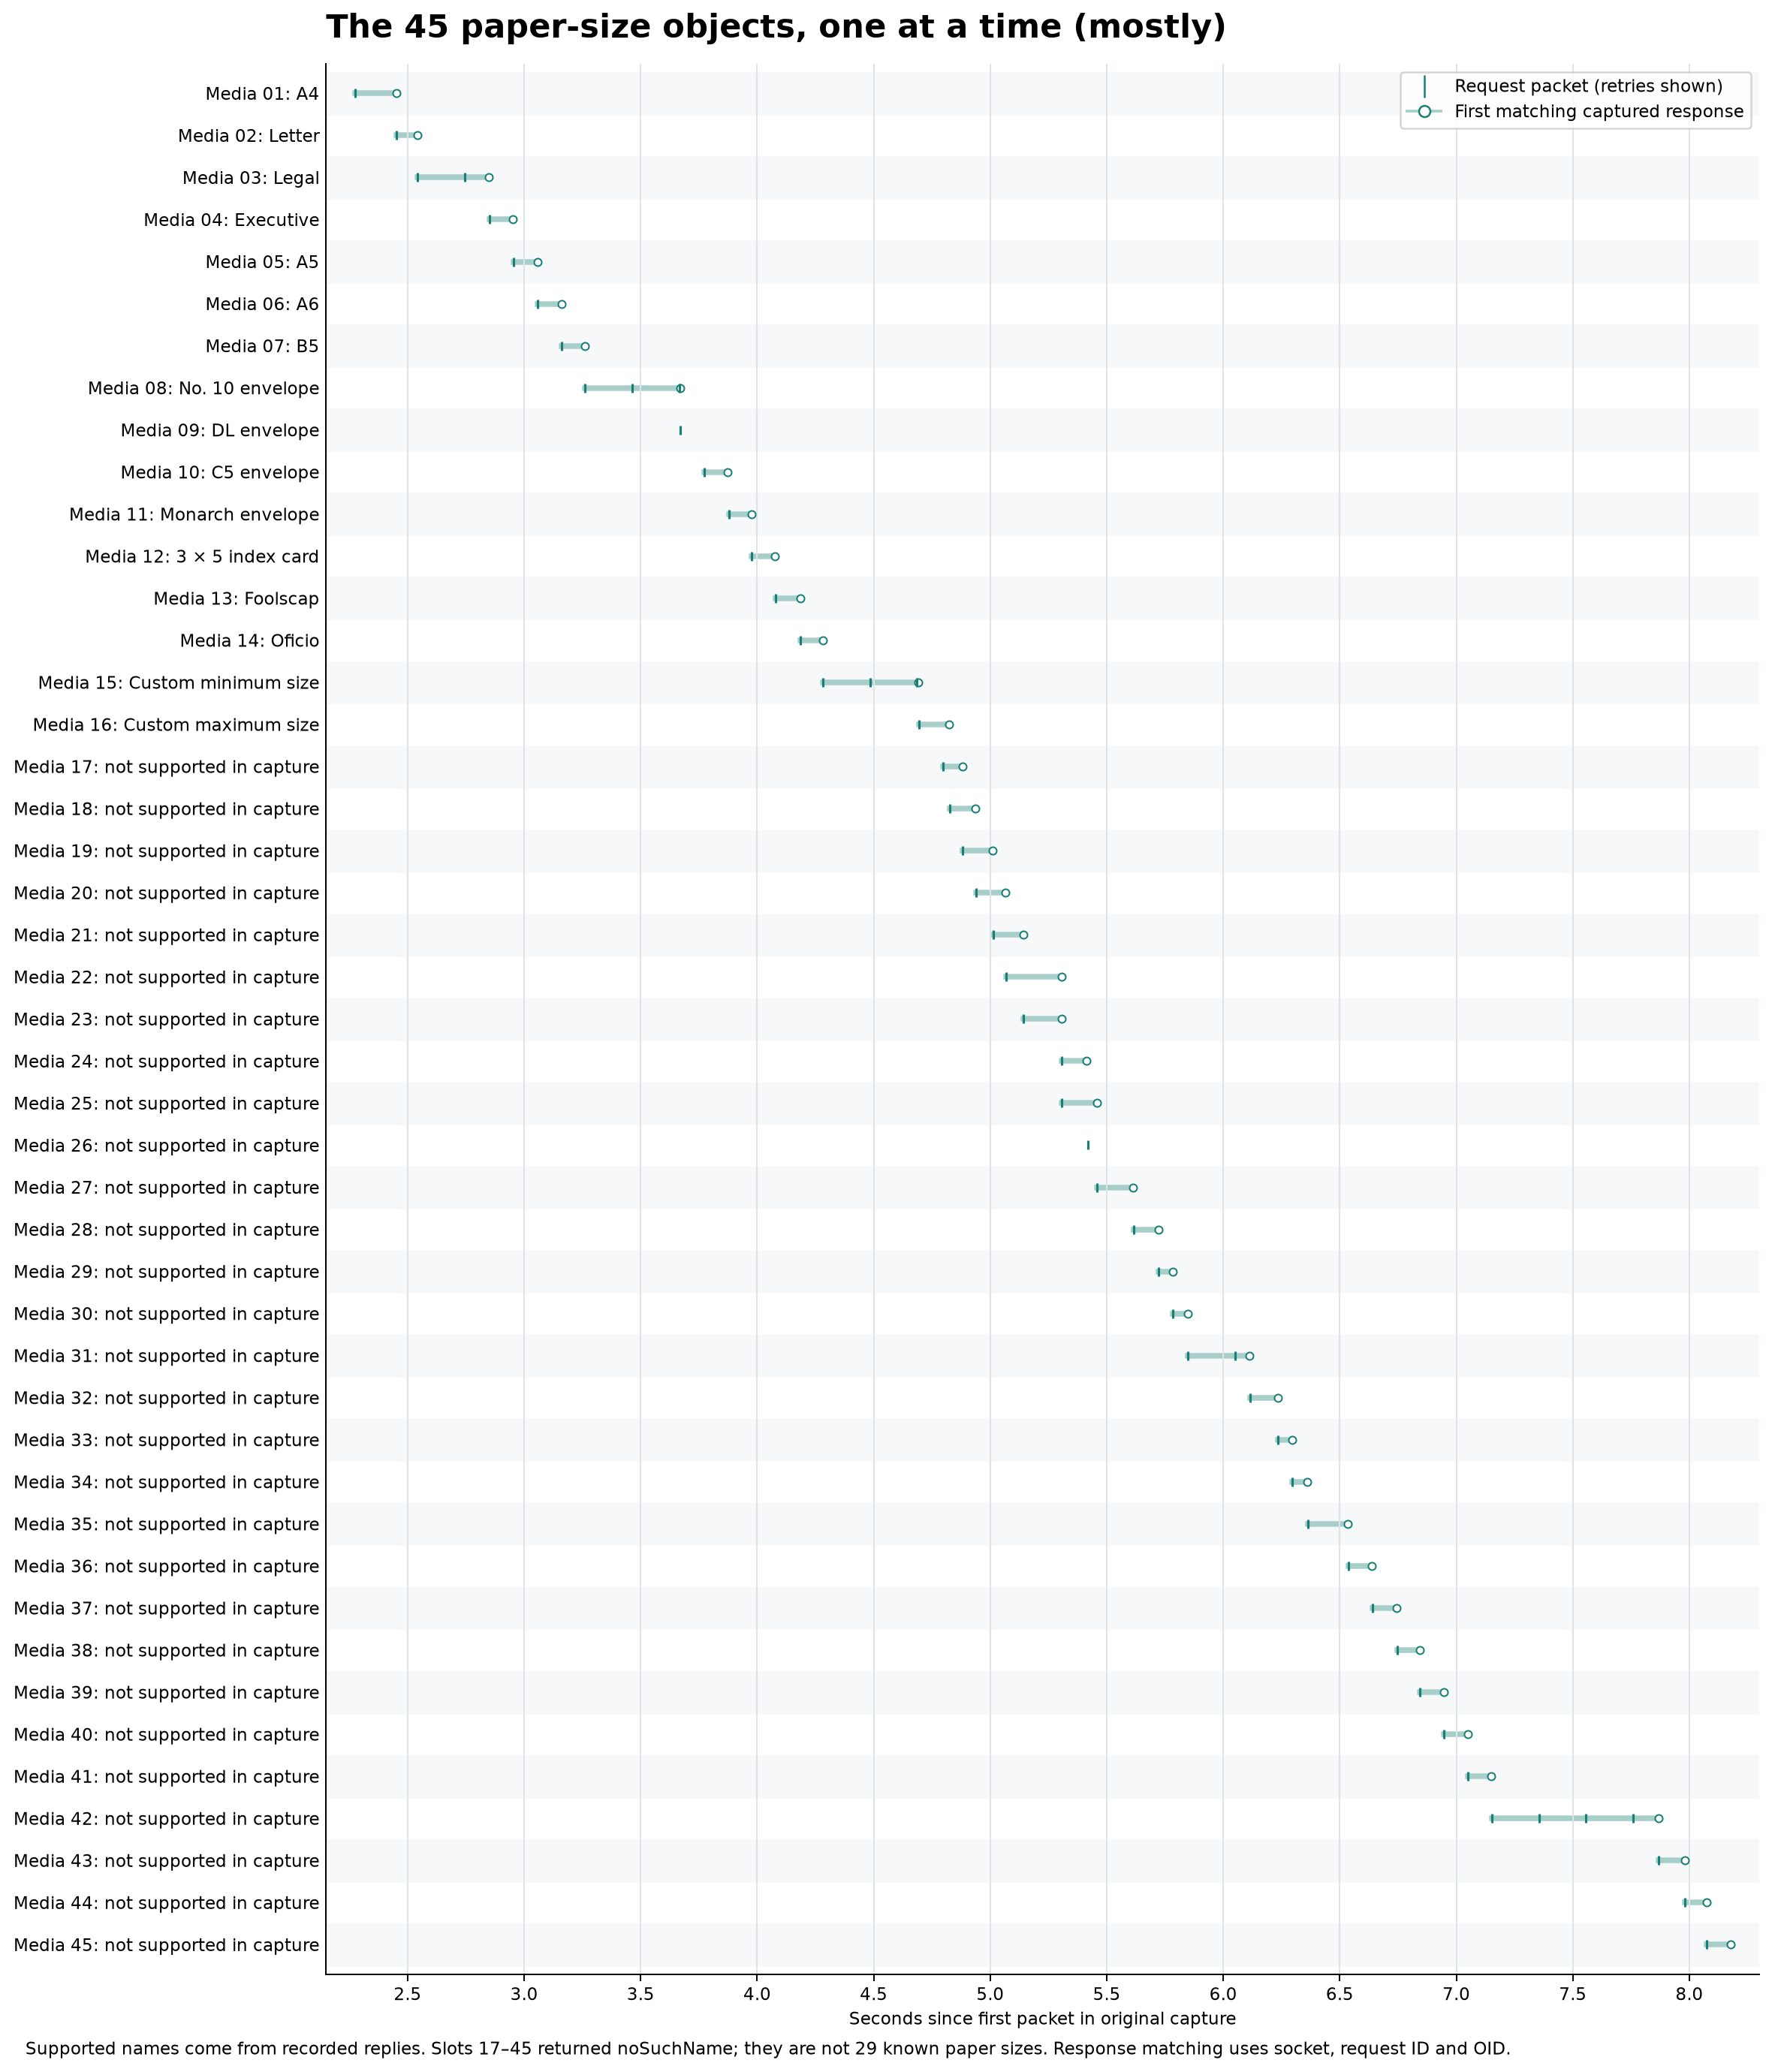 The 45 paper-size objects, one at a time (mostly)
Request packet (retries shown)
First matching captured response
Media 01: A4
Media 02: Letter
Media 03: Legal
Media 04: Executive
Media 05: A5
Media 06: A6
Media 07: B5
Media 08: No. 10 envelope
Media 09: DL envelope
Media 10: C5 envelope
Media 11: Monarch envelope
Media 12: 3 × 5 index card
Media 13: Foolscap
Media 14: Oficio
Media 15: Custom minimum size
Media 16: Custom maximum size
Media 17: not supported in capture
Media 18: not supported in capture
Media 19: not supported in capture
Media 20: not supported in capture
Media 21: not supported in capture
Media 22: not supported in capture
Media 23: not supported in capture
Media 24: not supported in capture
Media 25: not supported in capture
Media 26: not supported in capture
Media 27: not supported in capture
Media 28: not supported in capture
Media 29: not supported in capture
Media 30: not supported in capture
Media 31: not supported in capture
Media 32: not supported in capture
Media 33: not supported in capture
Media 34: not supported in capture
Media 35: not supported in capture
Media 36: not supported in capture
Media 37: not supported in capture
Media 38: not supported in capture
Media 39: not supported in capture
Media 40: not supported in capture
Media 41: not supported in capture
Media 42: not supported in capture
Media 43: not supported in capture
Media 44: not supported in capture
Media 45: not supported in capture
2.5 3.0 3.5 4.0 4.5 5.0 5.5 6.0 6.5 7.0 7.5 8.0
Seconds since first packet in original capture
Supported names come from recorded replies. Slots 17–45 returned noSuchName; they are not 29 known paper sizes. Response matching uses socket, request ID and OID.